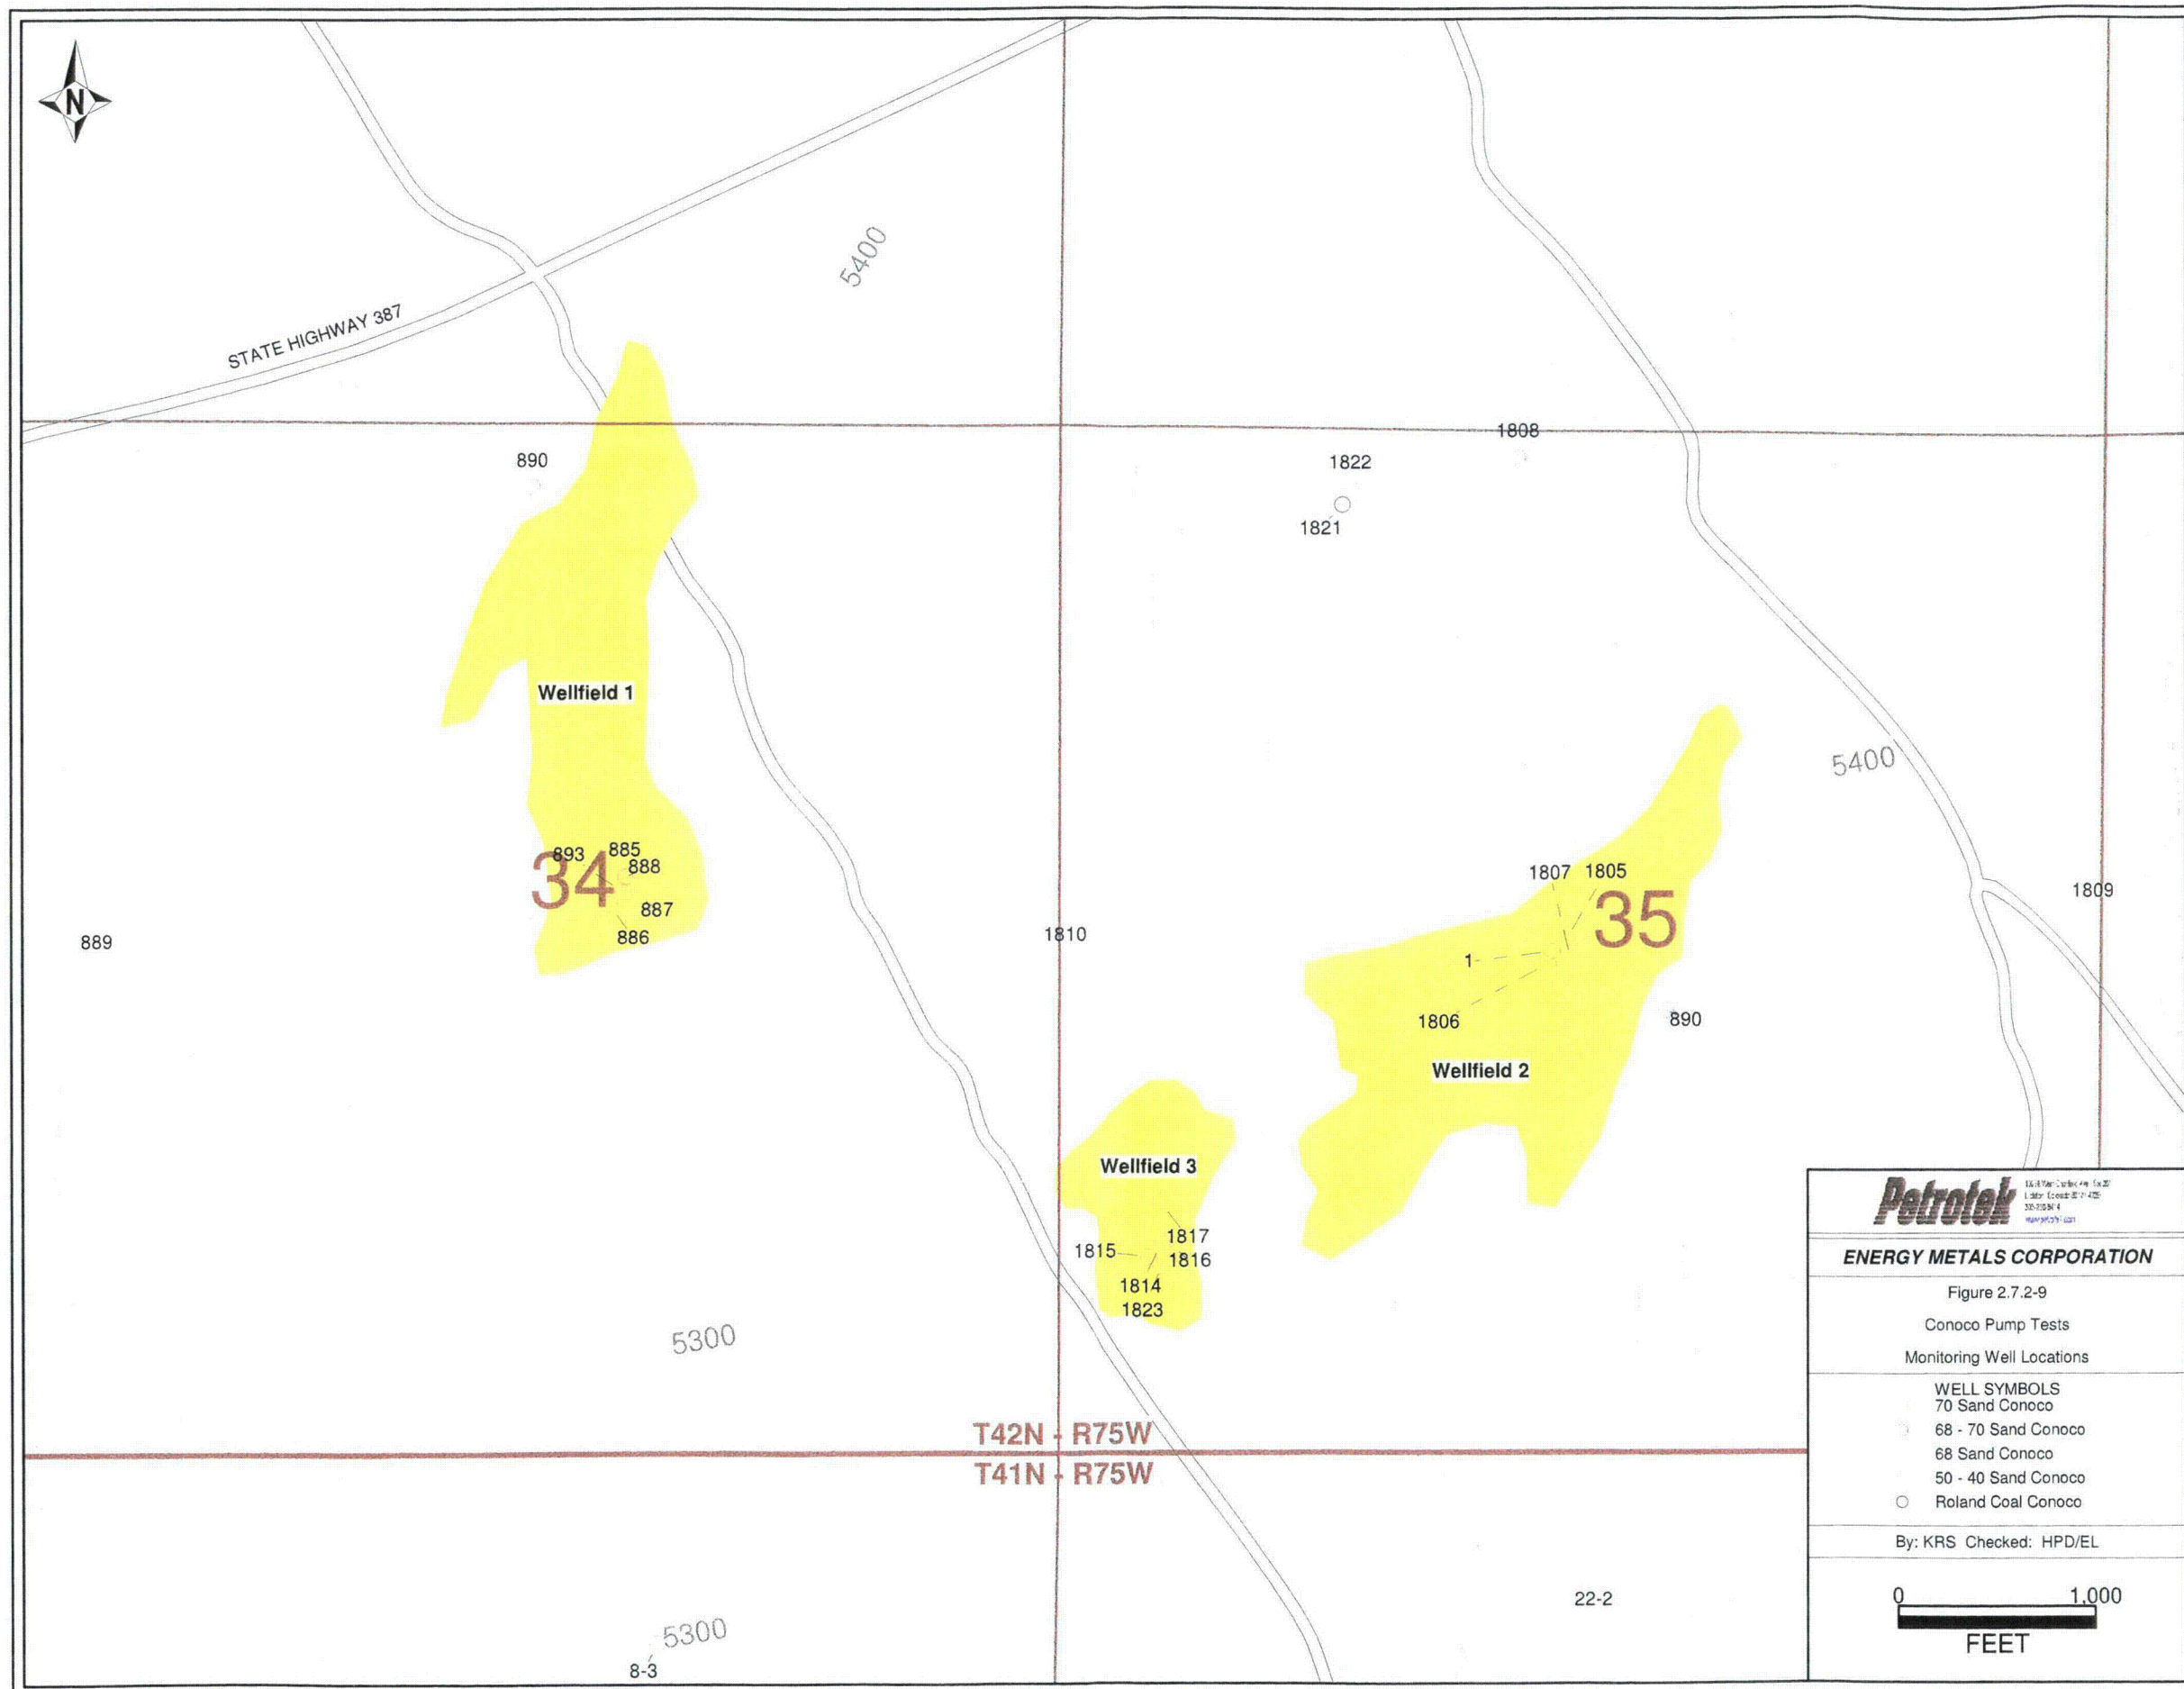 N
5400
STATE HIGHWAY 387
1808
890
1822
1821
Wellfield 1
5400
893
885
888
34
887
886
889
1807
1805
35
1809
1810
1
1806
890
Wellfield 2
Wellfield 3
1817
1815
1816
1814
1823
5300
T42N - R75W
T41N - R75W
22-2
5300
8-3
Petrotek
ENERGY METALS CORPORATION
Figure 2.7.2-9
Conoco Pump Tests
Monitoring Well Locations
WELL SYMBOLS
70 Sand Conoco
68 - 70 Sand Conoco
68 Sand Conoco
50 - 40 Sand Conoco
Roland Coal Conoco
By: KRS Checked: HPD/EL
0 1,000
FEET